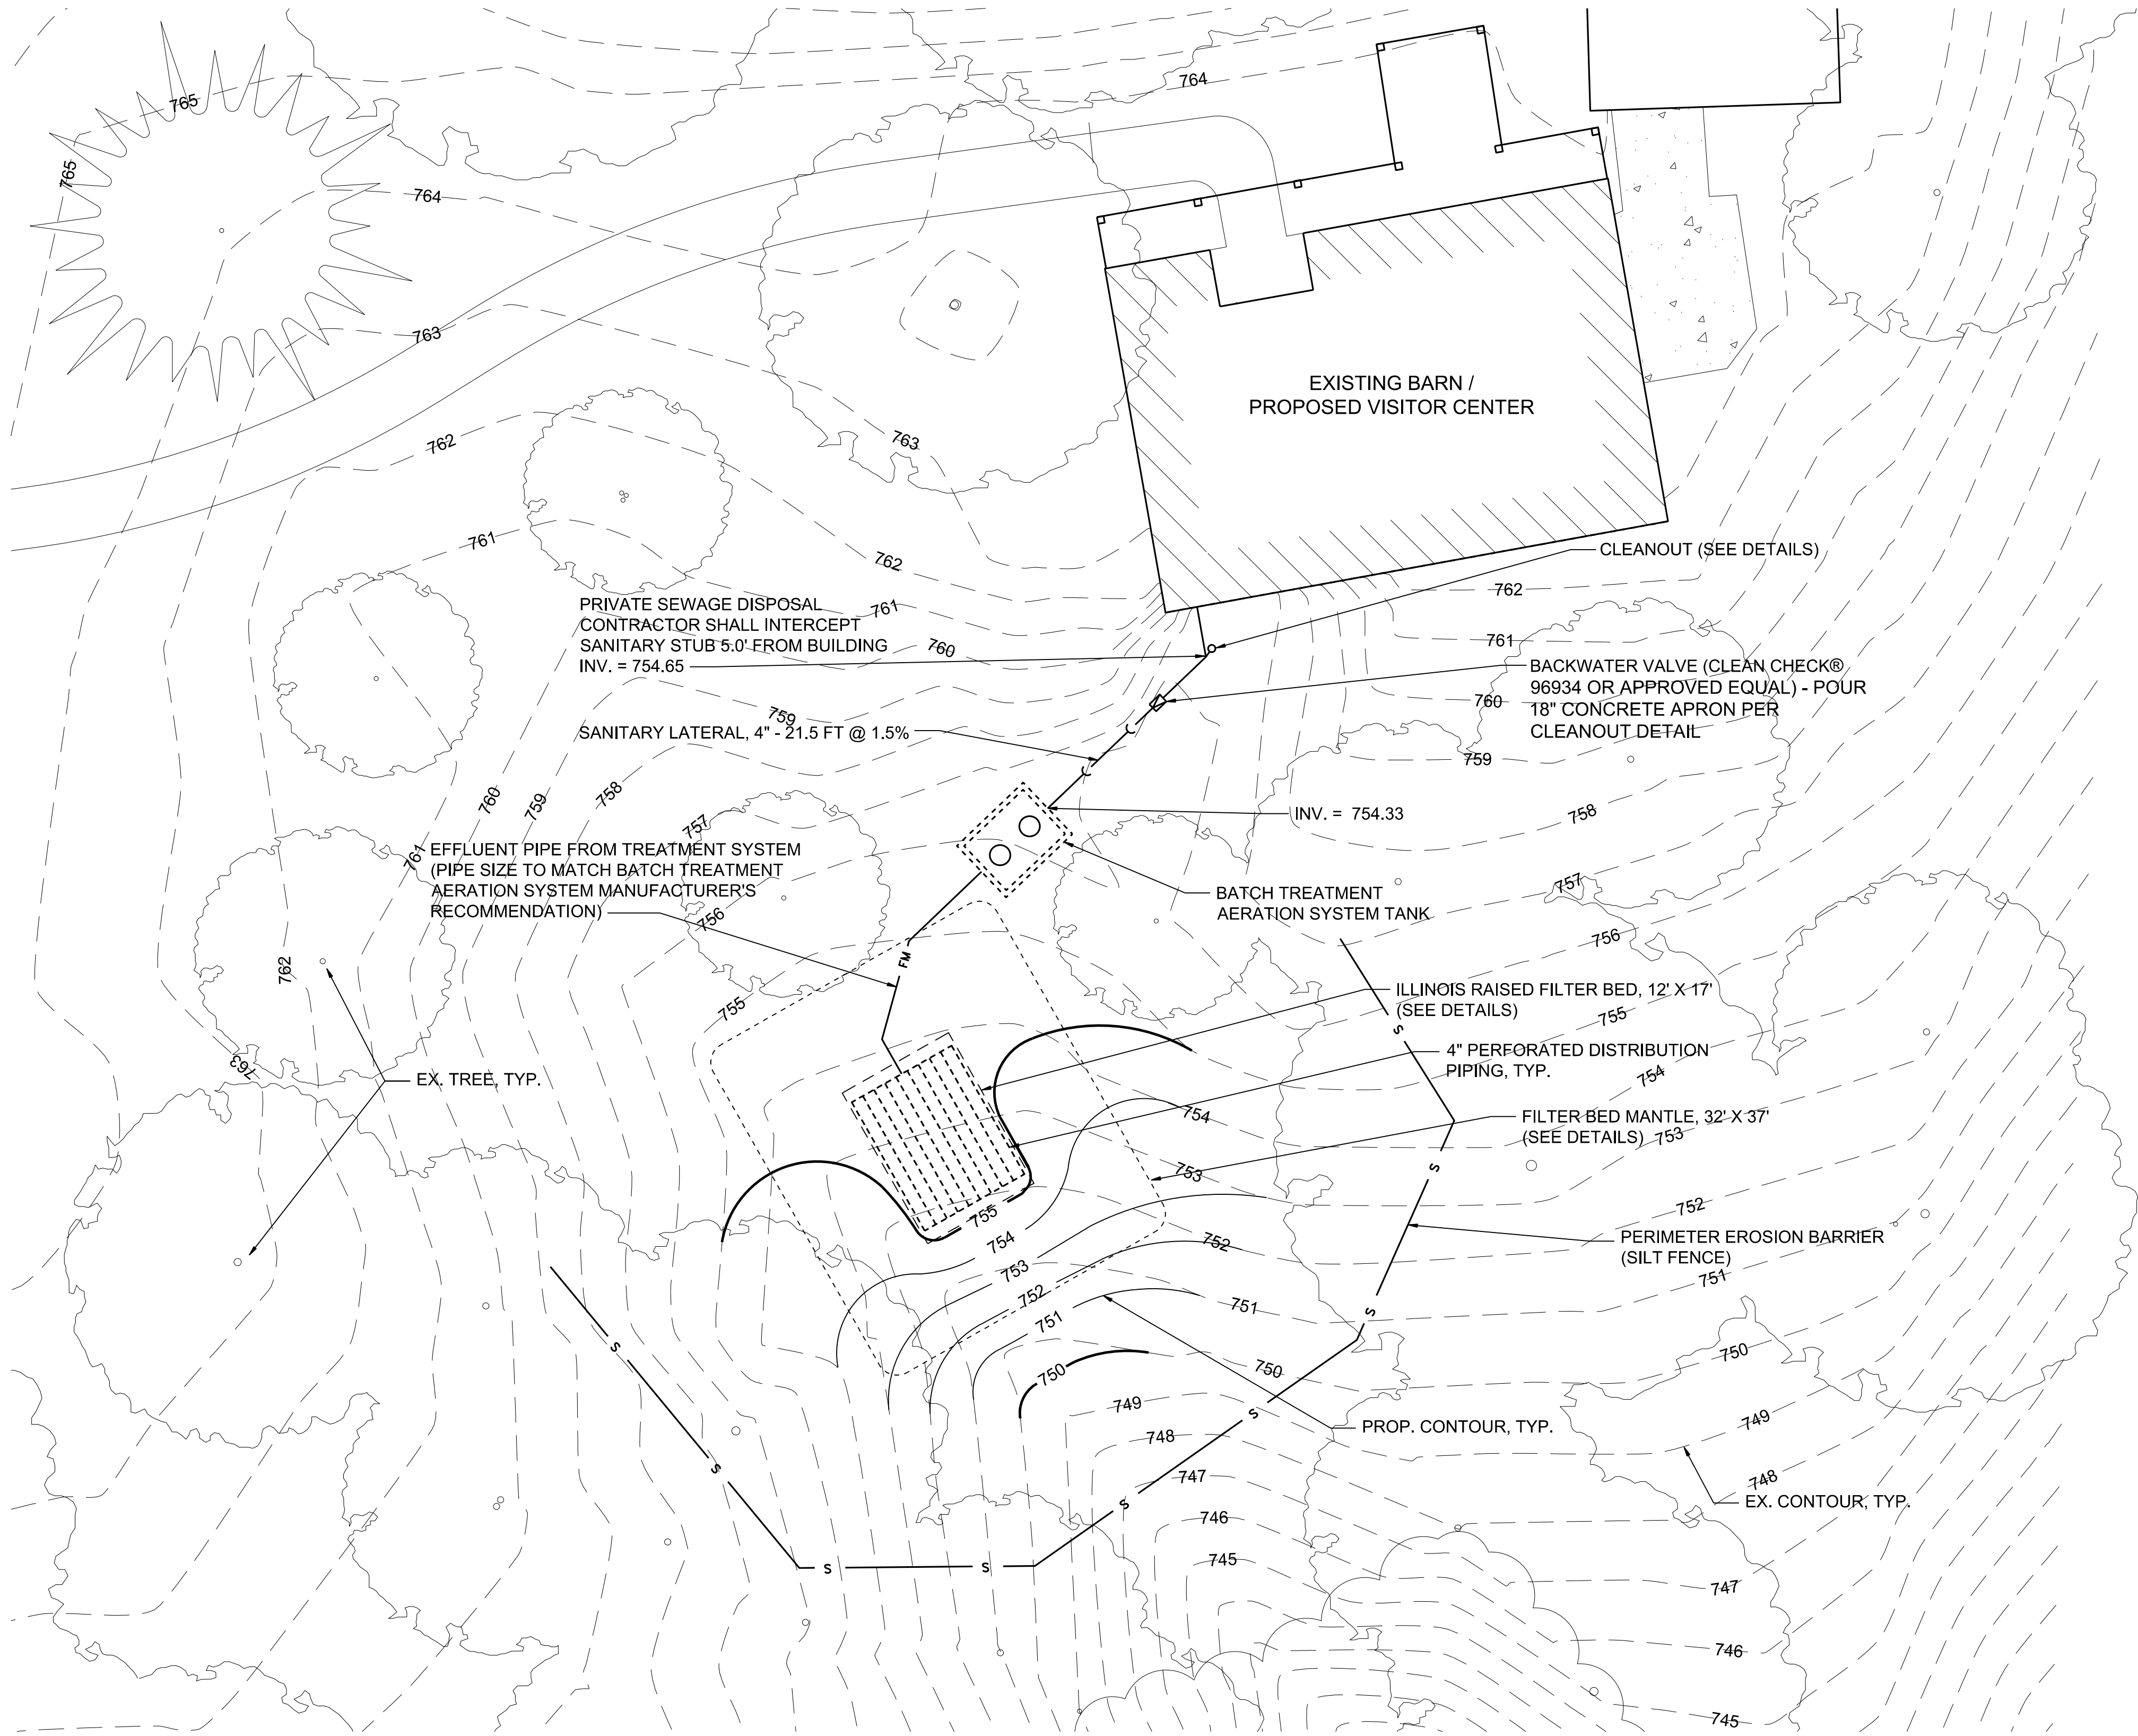 764
765
765
764
763
EXISTING BARN /
PROPOSED VISITOR CENTER
762
763
761
762
CLEANOUT (SEE DETAILS)
762
PRIVATE SEWAGE DISPOSAL
CONTRACTOR SHALL INTERCEPT
SANITARY STUB 5.0' FROM BUILDING
INV. = 754.65
761
760
761
BACKWATER VALVE (CLEAN CHECK®
96934 OR APPROVED EQUAL) - POUR
18" CONCRETE APRON PER
CLEANOUT DETAIL
760
759
SANITARY LATERAL, 4" - 21.5 FT @ 1.5%
759
760
759
758
757
INV. = 754.33
758
761
EFFLUENT PIPE FROM TREATMENT SYSTEM
(PIPE SIZE TO MATCH BATCH TREATMENT
AERATION SYSTEM MANUFACTURER'S
RECOMMENDATION)
756
BATCH TREATMENT
AERATION SYSTEM TANK
757
756
762
FM
755
ILLINOIS RAISED FILTER BED, 12' X 17'
(SEE DETAILS)
755
S
4" PERFORATED DISTRIBUTION
PIPING, TYP.
754
763
EX. TREE, TYP.
754
FILTER BED MANTLE, 32' X 37'
(SEE DETAILS)
753
753
S
752
755
754
752
PERIMETER EROSION BARRIER
(SILT FENCE)
753
751
752
751
751
S
S
750
750
750
749
S
PROP. CONTOUR, TYP.
749
748
S
747
748
EX. CONTOUR, TYP.
S
746
745
S
S
747
746
745